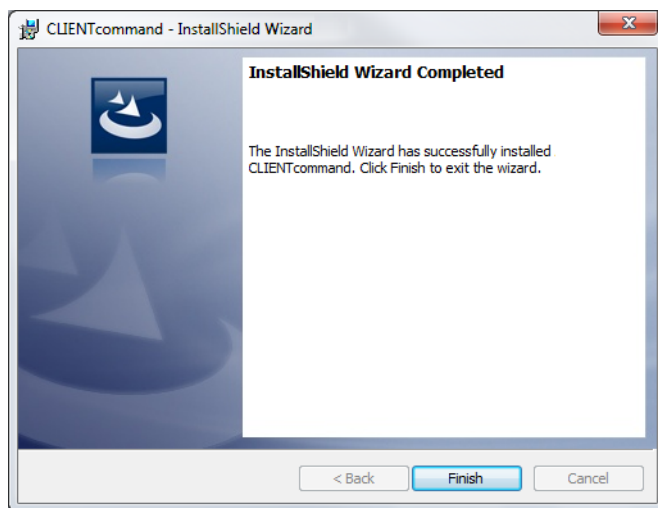 CLIENTcommand - InstallShield Wizard
X
InstallShield Wizard Completed
The InstallShield Wizard has successfully installed
CLIENTcommand. Click Finish to exit the wizard.
< Back
Finish
Cancel